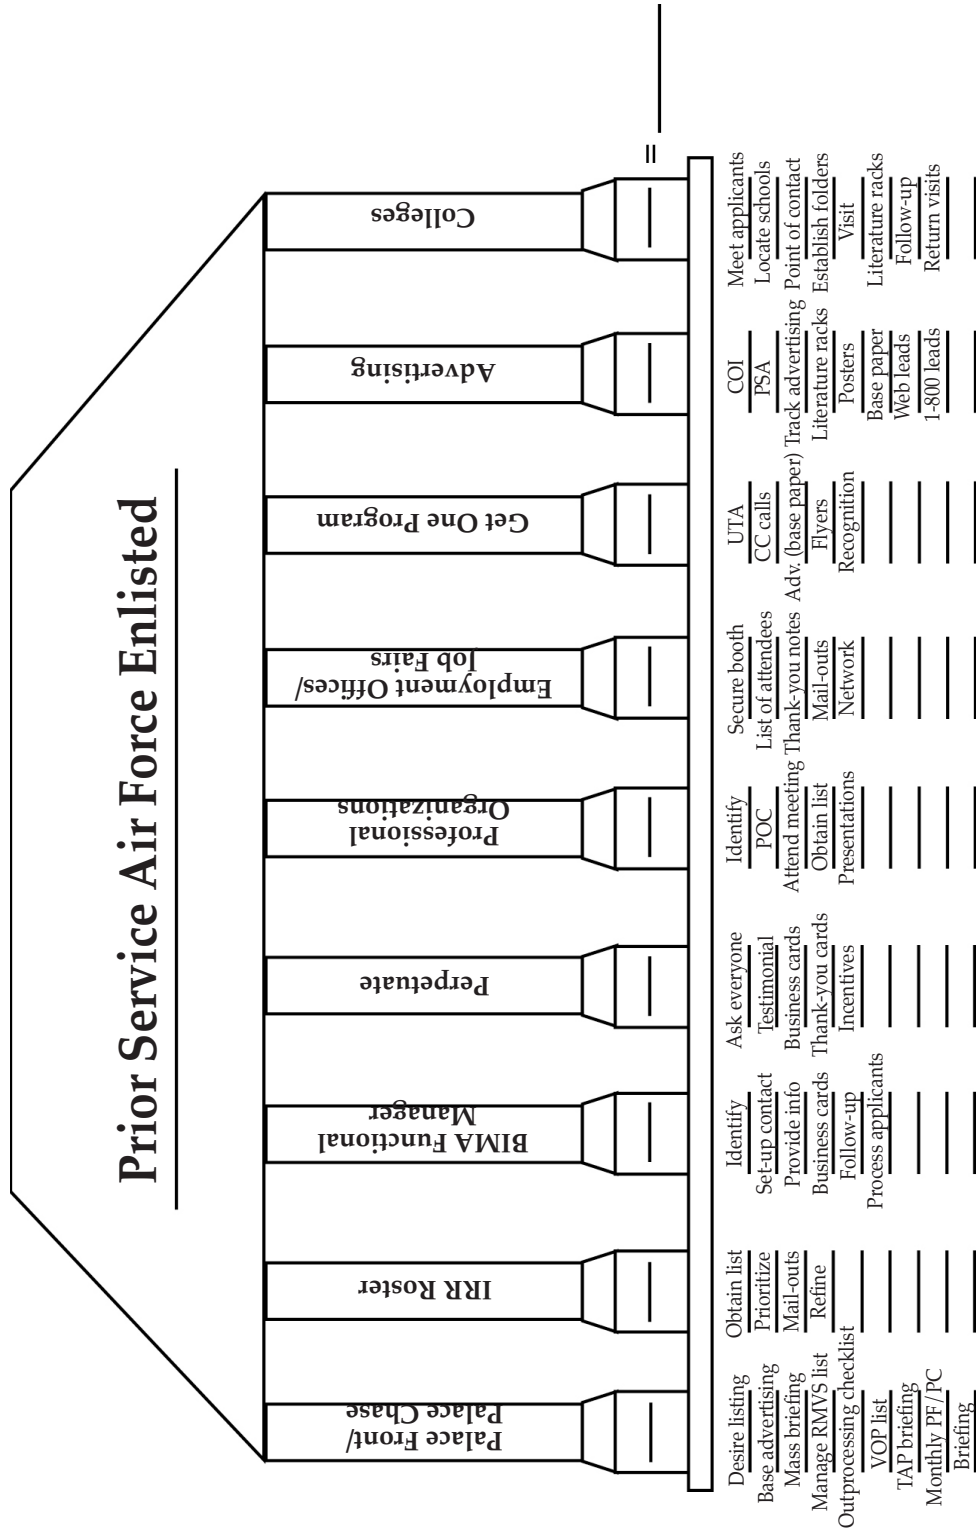 Prior Service Air Force Enlisted
Palace Front/
Palace Chase
IRR Roster
BIMA Functional
Manager
Perpetuate
Professional
Organizations
Employment Offices/
Job Fairs
Get One Program
Advertising
Colleges
=
Desire listing
Base advertising
Mass briefing
Manage RMVS list
Outprocessing checklist
VOP list
TAP briefing
Monthly PF/PC
Briefing
Obtain list
Prioritize
Mail-outs
Refine
Identify
Set-up contact
Provide info
Business cards
Follow-up
Process applicants
Ask everyone
Testimonial
Business cards
Thank-you cards
Incentives
Identify
POC
Attend meeting
Obtain list
Presentations
Secure booth
List of attendees
Thank-you notes
Mail-outs
Network
UTA
CC calls
Adv. (base paper)
Flyers
Recognition
COI
PSA
Track advertising
Literature racks
Posters
Base paper
Web leads
1-800 leads
Meet applicants
Locate schools
Point of contact
Establish folders
Visit
Literature racks
Follow-up
Return visits